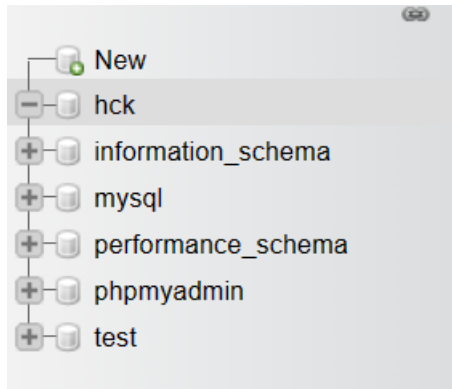 New
hck
information_schema
mysql
performance_schema
phpmyadmin
test